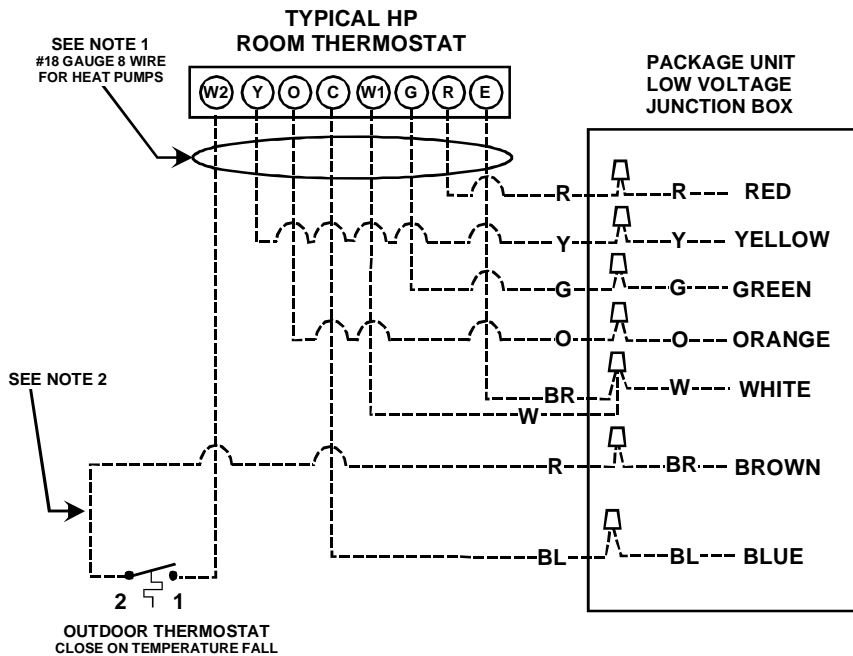 TYPICAL HP
ROOM THERMOSTAT
SEE NOTE 1
#18 GAUGE 8 WIRE
FOR HEAT PUMPS
W2 Y O C W1 G R E
PACKAGE UNIT
LOW VOLTAGE
JUNCTION BOX
R R RED
Y Y YELLOW
G G GREEN
O O ORANGE
BR W WHITE
W
SEE NOTE 2
R BR BROWN
BL BL BLUE
2 1
OUTDOOR THERMOSTAT
CLOSE ON TEMPERATURE FALL